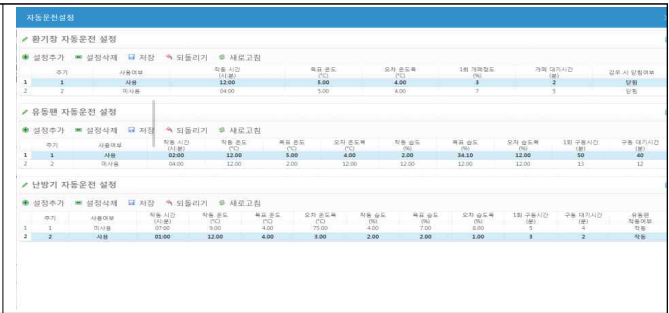 자동운전설정
환기창 자동운전 설정
설정추가 설정삭제 저장 되돌리기 새로고침
주기 사용여부 작동 시간 (시:분) 목표 온도 (℃) 오차 온도폭 (℃) 1회 개폐정도 (%) 개폐 대기시간 (분) 강우 시 닫힘여부
1 1 사용 12:00 5.00 4.00 3 2 닫힘
2 2 미사용 04:00 5.00 4.00 7 5 닫힘
유동팬 자동운전 설정
설정추가 설정삭제 저장 되돌리기 새로고침
주기 사용여부 작동 시간 (시:분) 작동 온도 (℃) 목표 온도 (℃) 오차 온도폭 (℃) 작동 습도 (%) 목표 습도 (%) 오차 습도폭 (%) 1회 구동시간 (분) 구동 대기시간 (분)
1 1 사용 02:00 12.00 5.00 4.00 2.00 34.10 12.00 50 40
2 2 미사용 04:00 12.00 2.00 12.00 12.00 12.00 12.00 13 12
난방기 자동운전 설정
설정추가 설정삭제 저장 되돌리기 새로고침
주기 사용여부 작동 시간 (시:분) 작동 온도 (℃) 목표 온도 (℃) 오차 온도폭 (℃) 작동 습도 (%) 목표 습도 (%) 오차 습도폭 (%) 1회 구동시간 (분) 구동 대기시간 (분) 유동팬 작동여부
1 1 미사용 07:00 9.00 4.00 75.00 4.00 7.00 6.00 5 4 작동
2 2 사용 01:00 12.00 4.00 3.00 2.00 2.00 1.00 3 2 작동